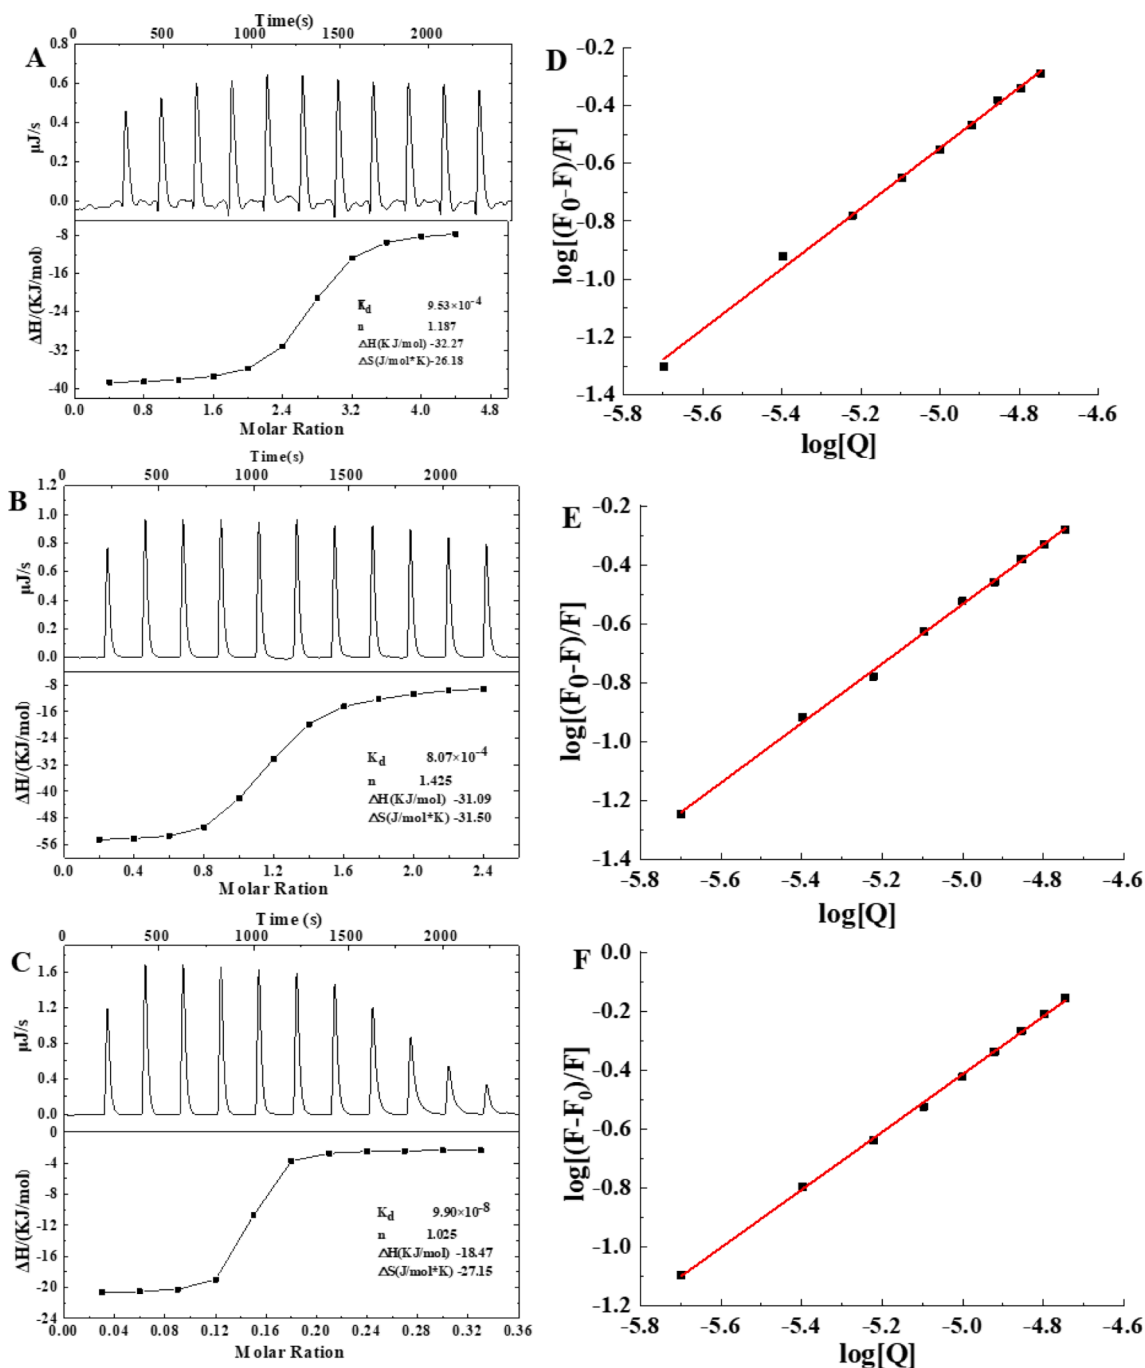 Time(s)
0 500 1000 1500 2000
A
0.8
0.6
0.4
0.2
0.0
μJ/s
-8
-16
-24
-32
-40
ΔH/(KJ/mol)
Kd 9.53×10⁻⁴
n 1.187
ΔH(KJ/mol) -32.27
ΔS(J/mol*K) -26.18
0.0 0.8 1.6 2.4 3.2 4.0 4.8
Molar Ration
Time(s)
0 500 1000 1500 2000
B
1.2
1.0
0.8
0.6
0.4
0.2
0.0
μJ/s
-8
-16
-24
-32
-40
-48
-56
ΔH/(KJ/mol)
Kd 8.07×10⁻⁴
n 1.425
ΔH(KJ/mol) -31.09
ΔS(J/mol*K) -31.50
0.0 0.4 0.8 1.2 1.6 2.0 2.4
Molar Ration
Time (s)
0 500 1000 1500 2000
C
1.6
1.2
0.8
0.4
0.0
μJ/s
0
-4
-8
-12
-16
-20
-24
ΔH/(KJ/mol)
Kd 9.90×10⁻⁸
n 1.025
ΔH(KJ/mol) -18.47
ΔS(J/mol*K) -27.15
0.00 0.04 0.08 0.12 0.16 0.20 0.24 0.28 0.32 0.36
Molar Ration
D
-0.2
-0.4
-0.6
-0.8
-1.0
-1.2
-1.4
log[(F₀-F)/F]
-5.8 -5.6 -5.4 -5.2 -5.0 -4.8 -4.6
log[Q]
E
-0.2
-0.4
-0.6
-0.8
-1.0
-1.2
-1.4
log[(F₀-F)/F]
-5.8 -5.6 -5.4 -5.2 -5.0 -4.8 -4.6
log[Q]
F
0.0
-0.2
-0.4
-0.6
-0.8
-1.0
-1.2
log[(F-F₀)/F]
-5.8 -5.6 -5.4 -5.2 -5.0 -4.8 -4.6
log[Q]